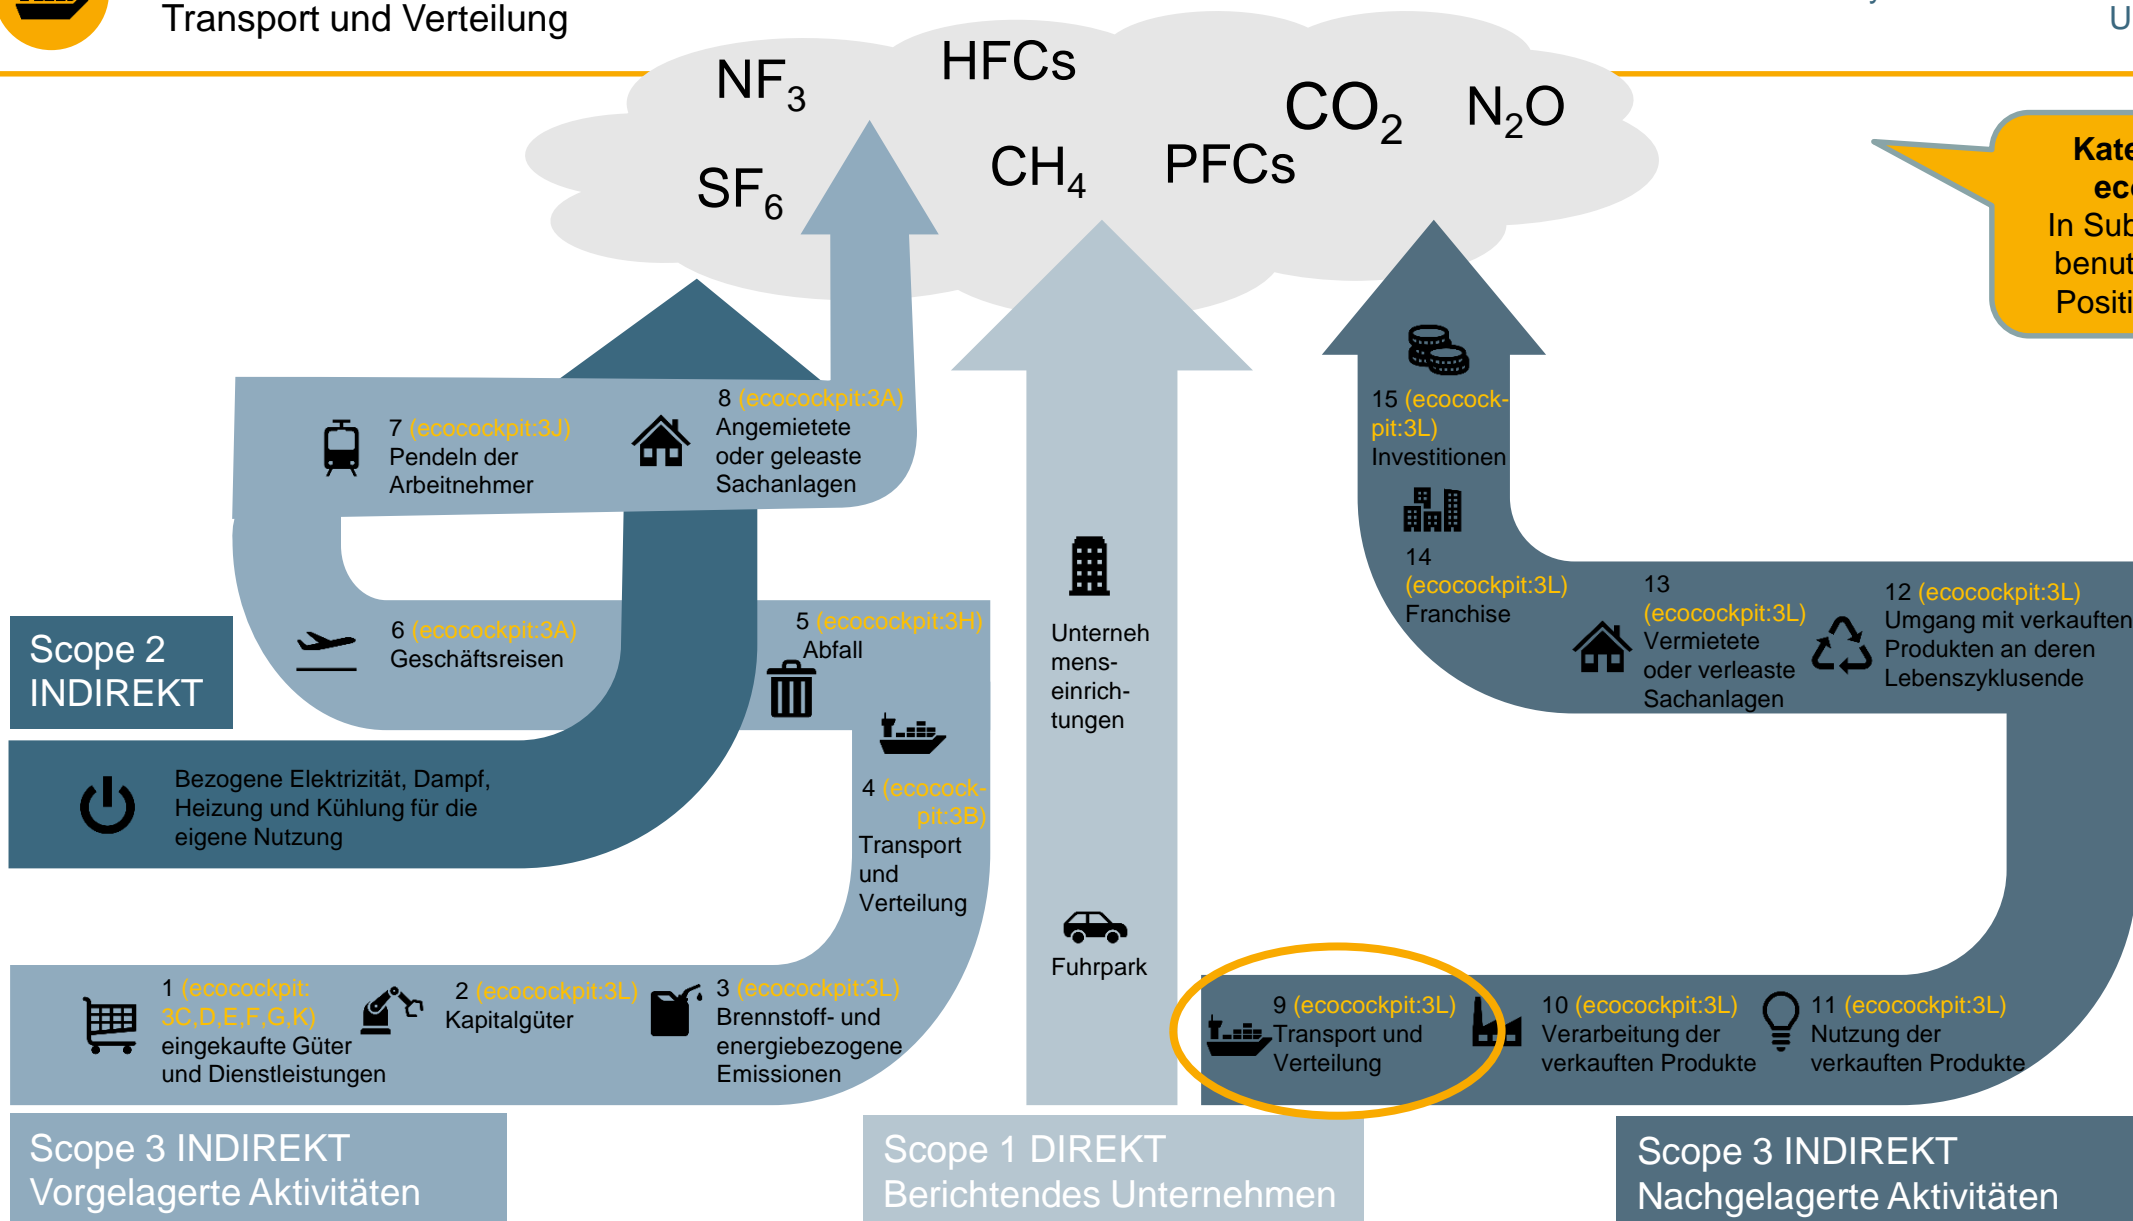 Transport und Verteilung
U
NF3
HFCs
CO2
N2O
SF6
CH4
PFCs
In
Positi
8 (ecocockpit:3A)
Angemietete
oder geleaste
Sachanlagen
7 (ecocockpit:3J)
Pendeln der
Arbeitnehmer
15 (ecocock-
pit:3L)
Investitionen
14
(ecocockpit:3L)
Franchise
13
(ecocockpit:3L)
Vermietete
oder verleaste
Sachanlagen
12 (ecocockpit:3L)
Umgang mit verkauften
Produkten an deren
Lebenszyklusende
6 (ecocockpit:3A)
Geschäftsreisen
5 (ecocockpit:3H)
Abfall
Scope 2
INDIREKT
Bezogene Elektrizität, Dampf,
Heizung und Kühlung für die
eigene Nutzung
4 (ecocock-
pit:3B)
Transport
und
Verteilung
Unterneh
mens-
einrich-
tungen
Fuhrpark
1 (ecocockpit:
3C,D,E,F,G,K)
eingekaufte Güter
und Dienstleistungen
2 (ecocockpit:3L)
Kapitalgüter
3 (ecocockpit:3L)
Brennstoff- und
energiebezogene
Emissionen
9 (ecocockpit:3L)
Transport und
Verteilung
10 (ecocockpit:3L)
Verarbeitung der
verkauften Produkte
11 (ecocockpit:3L)
Nutzung der
verkauften Produkte
Scope 3 INDIREKT
Vorgelagerte Aktivitäten
Scope 1 DIREKT
Berichtendes Unternehmen
Scope 3 INDIREKT
Nachgelagerte Aktivitäten